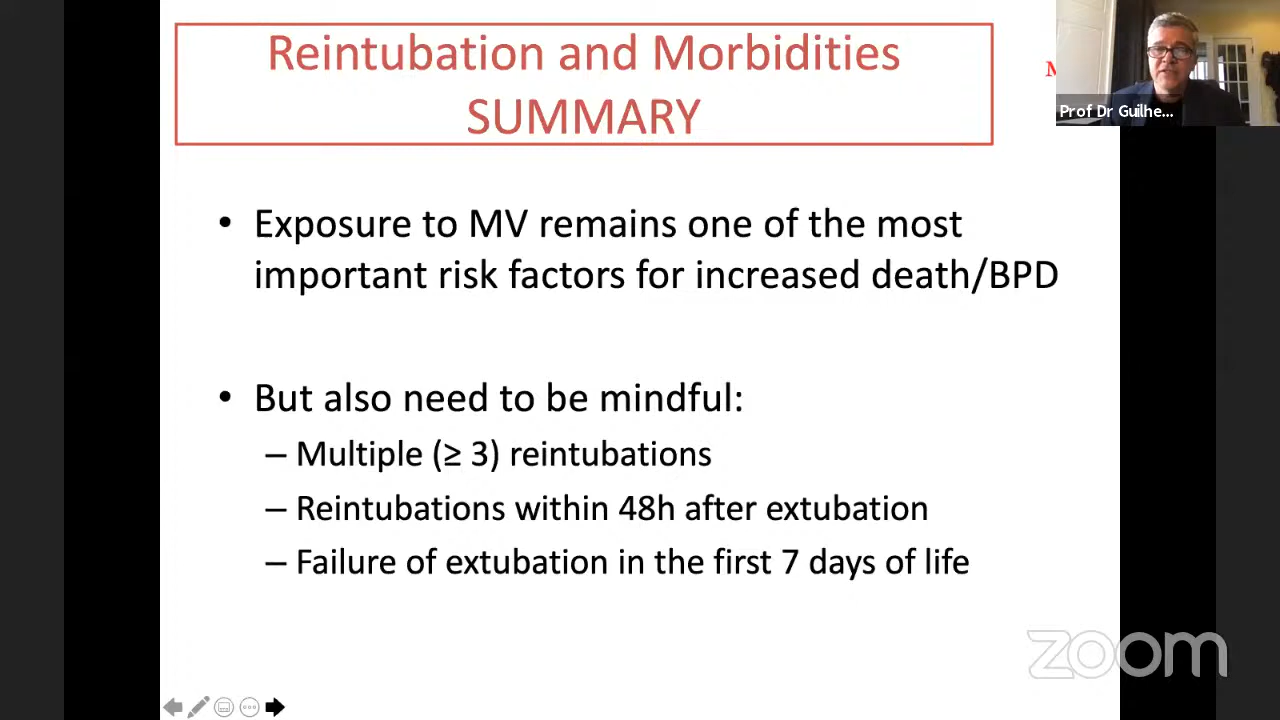 Reintubation and Morbidities
SUMMARY
M
Prof Dr Guilhe...
• Exposure to MV remains one of the most
important risk factors for increased death/BPD
• But also need to be mindful:
– Multiple (≥ 3) reintubations
– Reintubations within 48h after extubation
– Failure of extubation in the first 7 days of life
zoom